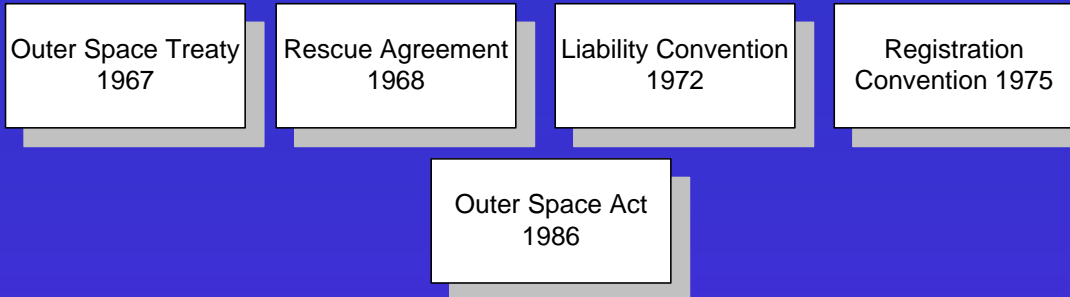 Outer Space Treaty
1967
Rescue Agreement
1968
Liability Convention
1972
Registration
Convention 1975
Outer Space Act
1986